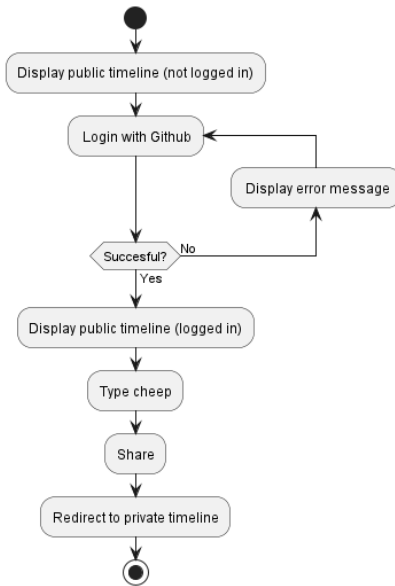 Display public timeline (not logged in)
Login with Github
Display error message
Succesful?
No
Yes
Display public timeline (logged in)
Type cheep
Share
Redirect to private timeline